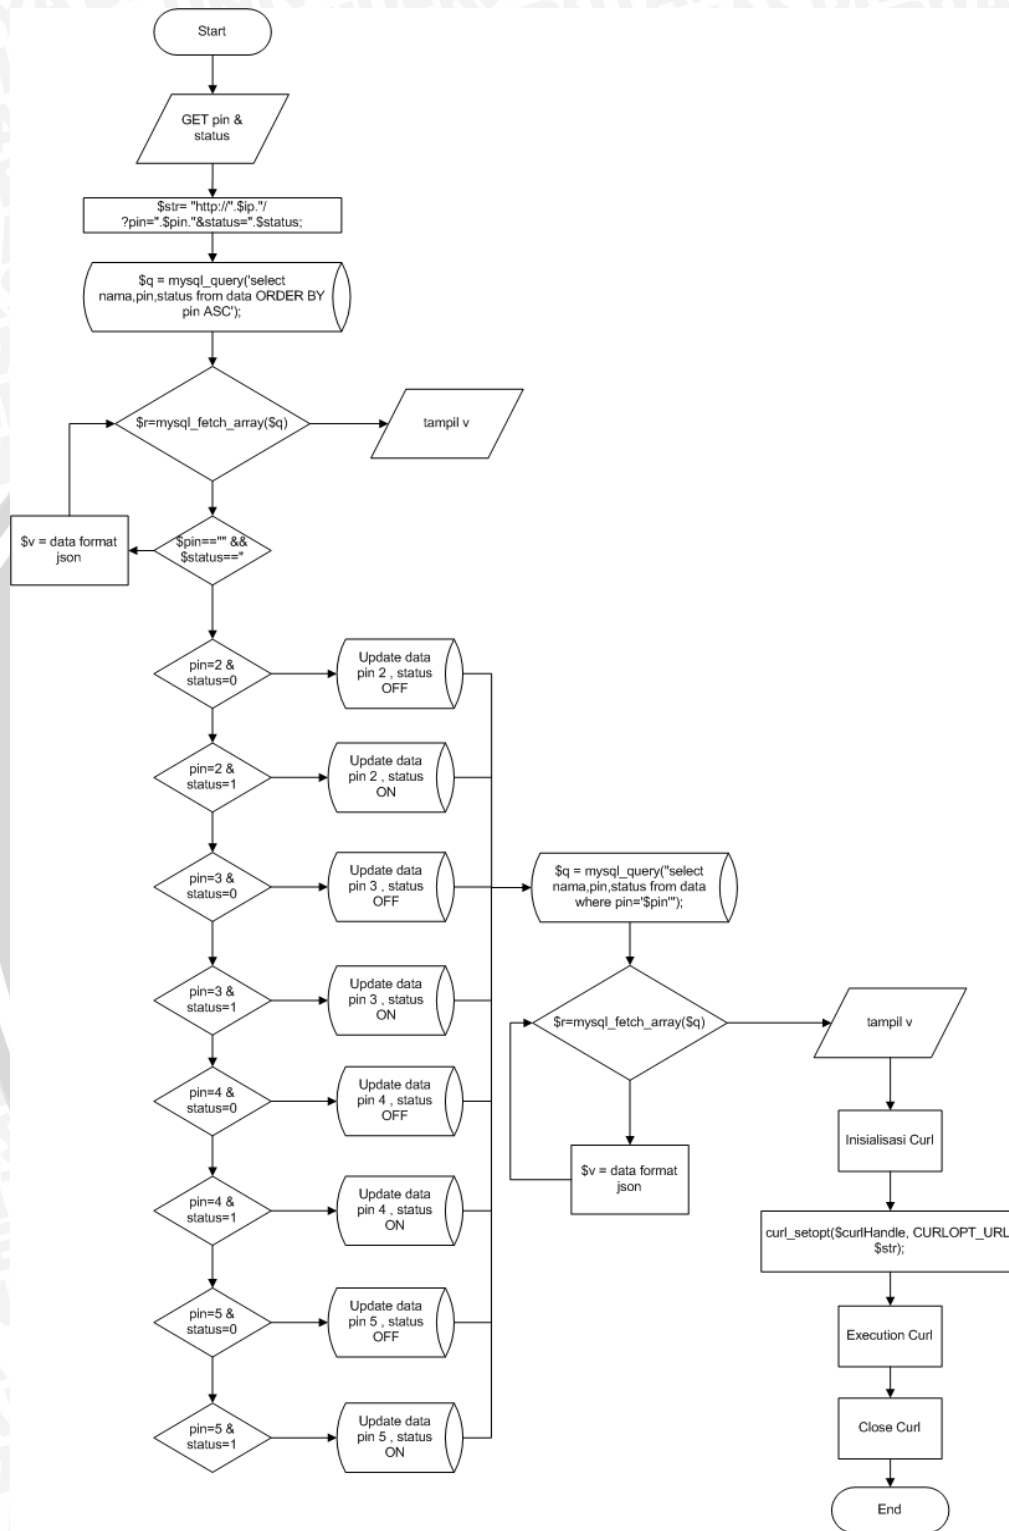 Start
GET pin &
status
$str= "http://".$ip."/
?pin=".$pin."&status=".$status;
$q = mysql_query('select
nama,pin,status from data ORDER BY
pin ASC');
$r=mysql_fetch_array($q)
tampil v
$pin=="" &&
$status=="
$v = data format
json
pin=2 &
status=0
Update data
pin 2 , status
OFF
pin=2 &
status=1
Update data
pin 2 , status
ON
pin=3 &
status=0
Update data
pin 3 , status
OFF
$q = mysql_query("select
nama,pin,status from data
where pin='$pin'");
pin=3 &
status=1
Update data
pin 3 , status
ON
$r=mysql_fetch_array($q)
tampil v
pin=4 &
status=0
Update data
pin 4 , status
OFF
Inisialisasi Curl
$v = data format
json
pin=4 &
status=1
Update data
pin 4 , status
ON
curl_setopt($curlHandle, CURLOPT_URL
$str);
pin=5 &
status=0
Update data
pin 5 , status
OFF
Execution Curl
pin=5 &
status=1
Update data
pin 5 , status
ON
Close Curl
End